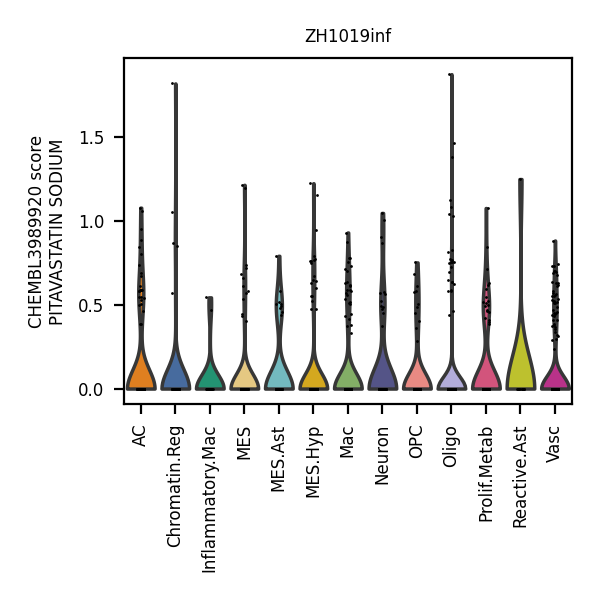 ZH1019inf
CHEMBL3989920 score
PITAVASTATIN SODIUM
1.5
1.0
0.5
0.0
AC
Chromatin.Reg
Inflammatory.Mac
MES
MES.Ast
MES.Hyp
Mac
Neuron
OPC
Oligo
Prolif.Metab
Reactive.Ast
Vasc